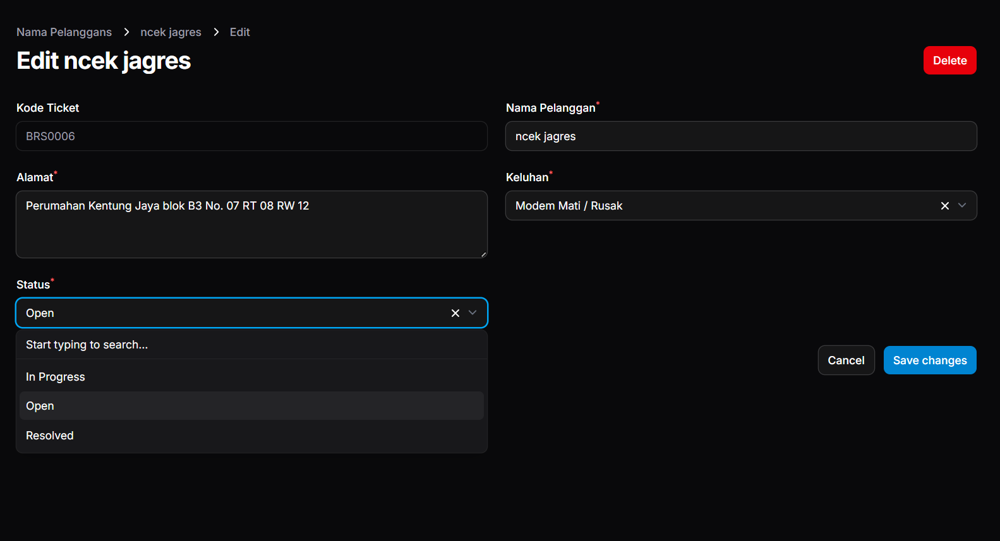 Nama Pelanggans > ncek jagres > Edit
Edit ncek jagres
Delete
Kode Ticket
BRS0006
Nama Pelanggan*
ncek jagres
Alamat*
Perumahan Kentung Jaya blok B3 No. 07 RT 08 RW 12
Keluhan*
Modem Mati / Rusak
Status*
Open
Start typing to search...
In Progress
Open
Resolved
Cancel
Save changes